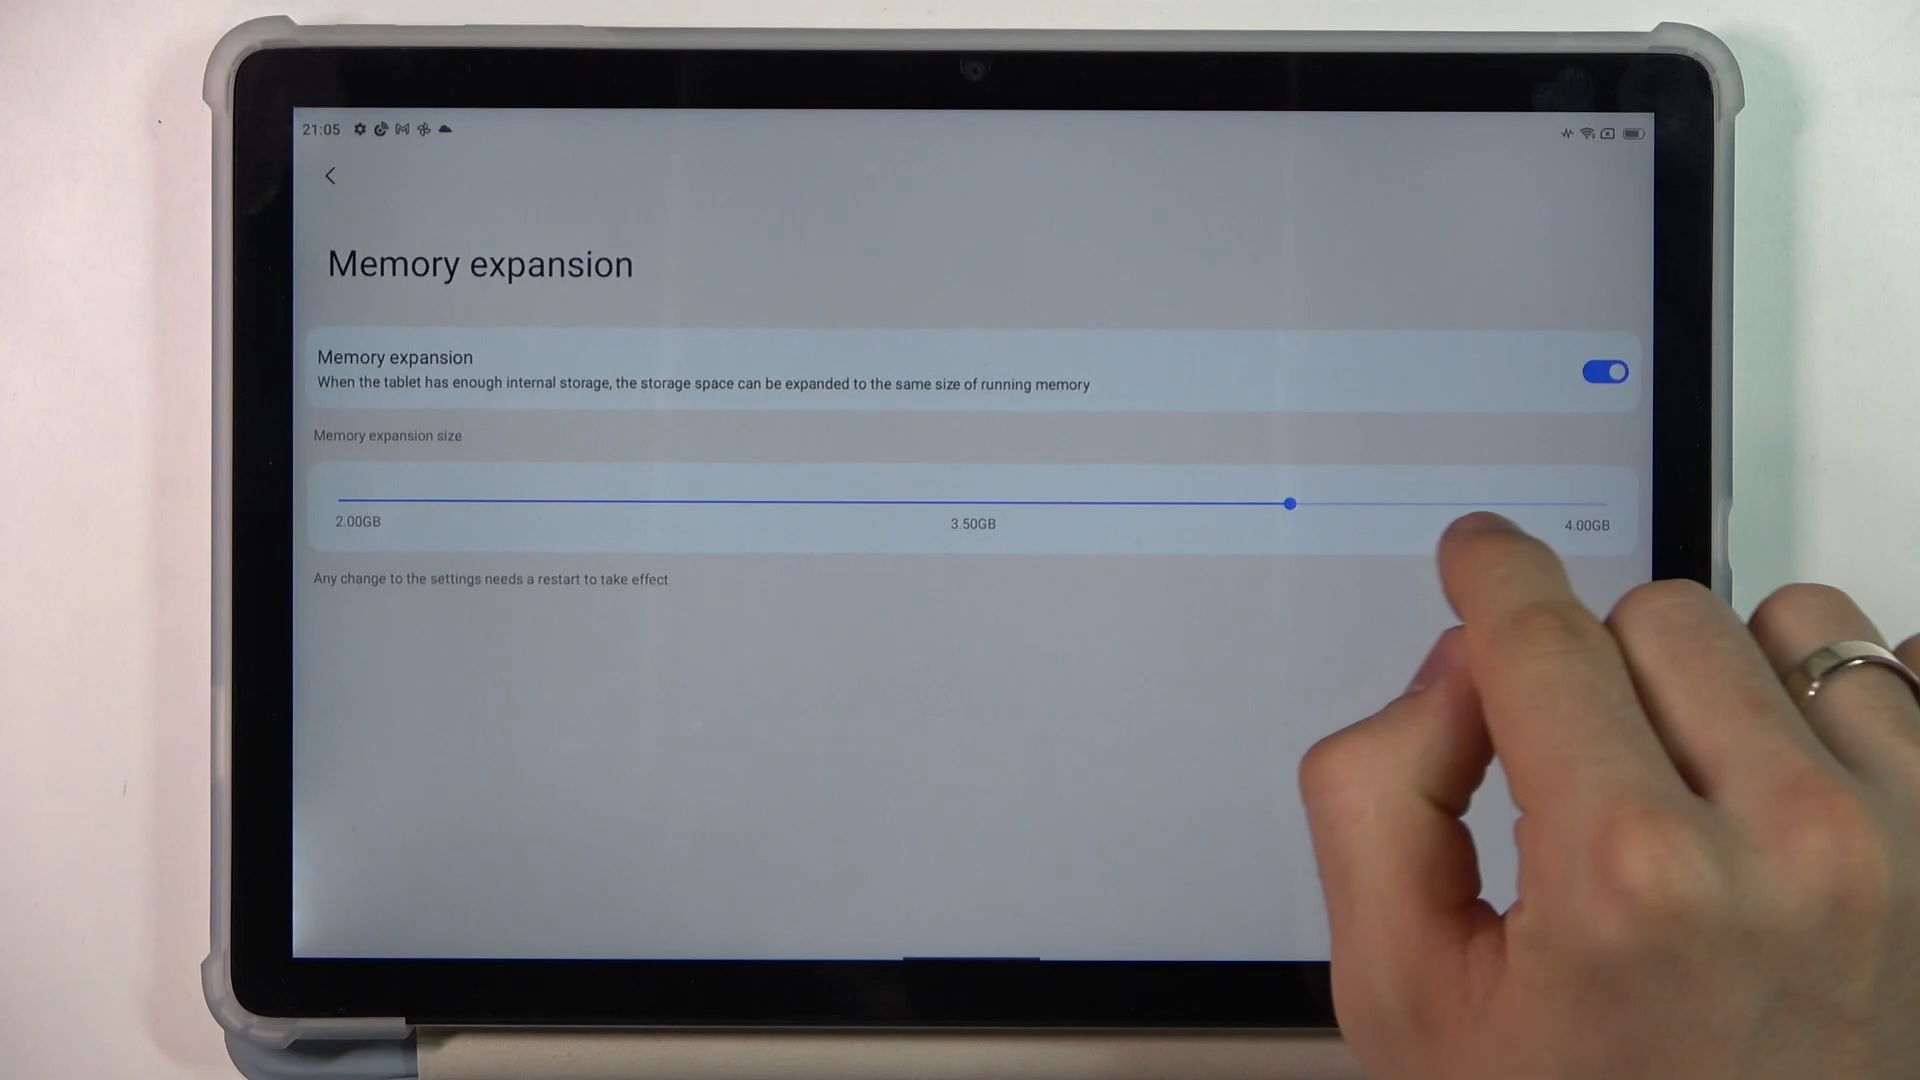 21:05
Memory expansion
Memory expansion
When the tablet has enough internal storage, the storage space can be expanded to the same size of running memory
Memory expansion size
2.00GB 3.50GB 4.00GB
Any change to the settings needs a restart to take effect